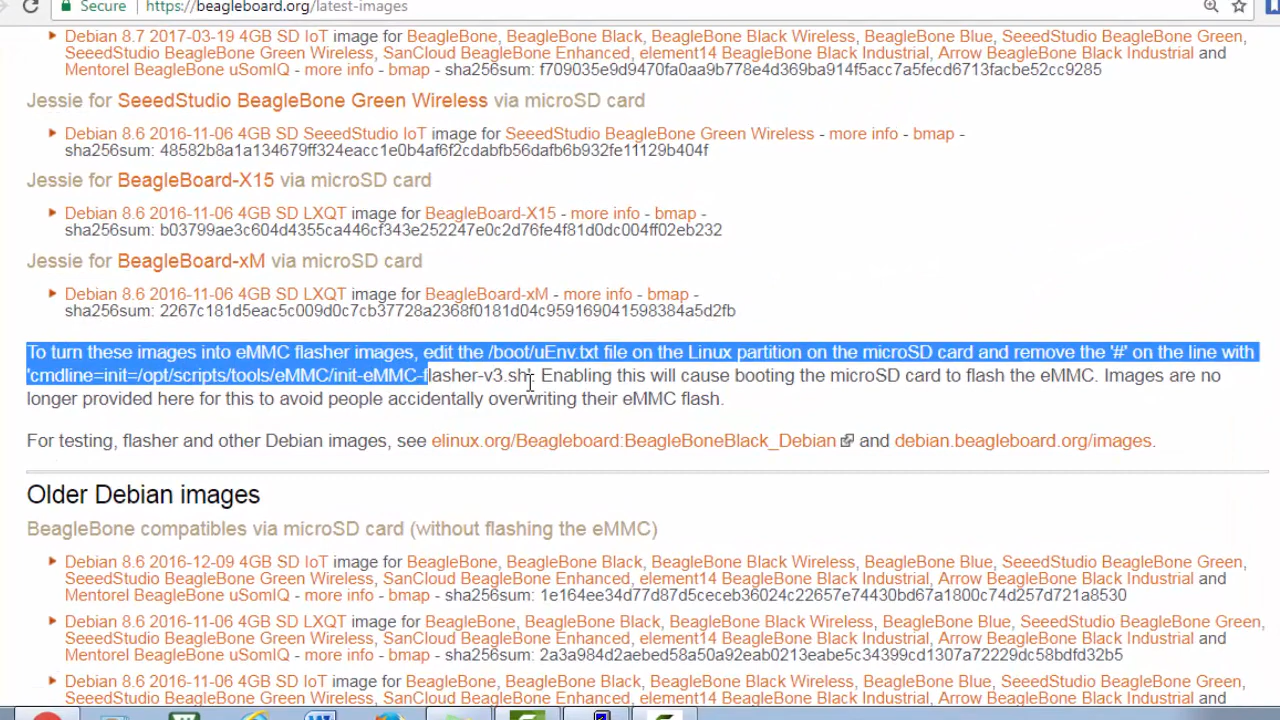 Secure https://beagleboard.org/latest-images
Debian 8.7 2017-03-19 4GB SD IoT image for BeagleBone, BeagleBone Black, BeagleBone Black Wireless, BeagleBone Blue, SeeedStudio BeagleBone Green,
SeeedStudio BeagleBone Green Wireless, SanCloud BeagleBone Enhanced, element14 BeagleBone Black Industrial, Arrow BeagleBone Black Industrial and
Mentorel BeagleBone uSomIQ - more info - bmap - sha256sum: f709035e9d9470fa0aa9b778e4d369ba914f5acc7a5fecd6713facbe52cc9285
Jessie for SeeedStudio BeagleBone Green Wireless via microSD card
Debian 8.6 2016-11-06 4GB SD SeeedStudio IoT image for SeeedStudio BeagleBone Green Wireless - more info - bmap -
sha256sum: 48582b8a1a134679ff324eacc1e0b4af6f2cdabfb56dafb6b932fe11129b404f
Jessie for BeagleBoard-X15 via microSD card
Debian 8.6 2016-11-06 4GB SD LXQT image for BeagleBoard-X15 - more info - bmap -
sha256sum: b03799ae3c604d4355ca446cf343e252247e0c2d76fe4f81d0dc004ff02eb232
Jessie for BeagleBoard-xM via microSD card
Debian 8.6 2016-11-06 4GB SD LXQT image for BeagleBoard-xM - more info - bmap -
sha256sum: 2267c181d5eac5c009d0c7cb37728a2368f0181d04c959169041598384a5d2fb
To turn these images into eMMC flasher images, edit the /boot/uEnv.txt file on the Linux partition on the microSD card and remove the '#' on the line with
'cmdline=init=/opt/scripts/tools/eMMC/init-eMMC-flasher-v3.sh'. Enabling this will cause booting the microSD card to flash the eMMC. Images are no
longer provided here for this to avoid people accidentally overwriting their eMMC flash.
For testing, flasher and other Debian images, see elinux.org/Beagleboard:BeagleBoneBlack_Debian and debian.beagleboard.org/images.
Older Debian images
BeagleBone compatibles via microSD card (without flashing the eMMC)
Debian 8.6 2016-12-09 4GB SD IoT image for BeagleBone, BeagleBone Black, BeagleBone Black Wireless, BeagleBone Blue, SeeedStudio BeagleBone Green,
SeeedStudio BeagleBone Green Wireless, SanCloud BeagleBone Enhanced, element14 BeagleBone Black Industrial, Arrow BeagleBone Black Industrial and
Mentorel BeagleBone uSomIQ - more info - bmap - sha256sum: 1e164ee34d77d87d5ceceb36024c22657e74430bd67a1800c74d257d721a8530
Debian 8.6 2016-11-06 4GB SD LXQT image for BeagleBone, BeagleBone Black, BeagleBone Black Wireless, BeagleBone Blue, SeeedStudio BeagleBone Green,
SeeedStudio BeagleBone Green Wireless, SanCloud BeagleBone Enhanced, element14 BeagleBone Black Industrial, Arrow BeagleBone Black Industrial and
Mentorel BeagleBone uSomIQ - more info - bmap - sha256sum: 2a3a984d2aebed58a50a92eab0213eabe5c34399cd1307a72229dc58bdfd32b5
Debian 8.6 2016-11-06 4GB SD IoT image for BeagleBone, BeagleBone Black, BeagleBone Black Wireless, BeagleBone Blue, SeeedStudio BeagleBone Green,
SeeedStudio BeagleBone Green Wireless, SanCloud BeagleBone Enhanced, element14 BeagleBone Black Industrial, Arrow BeagleBone Black Industrial and